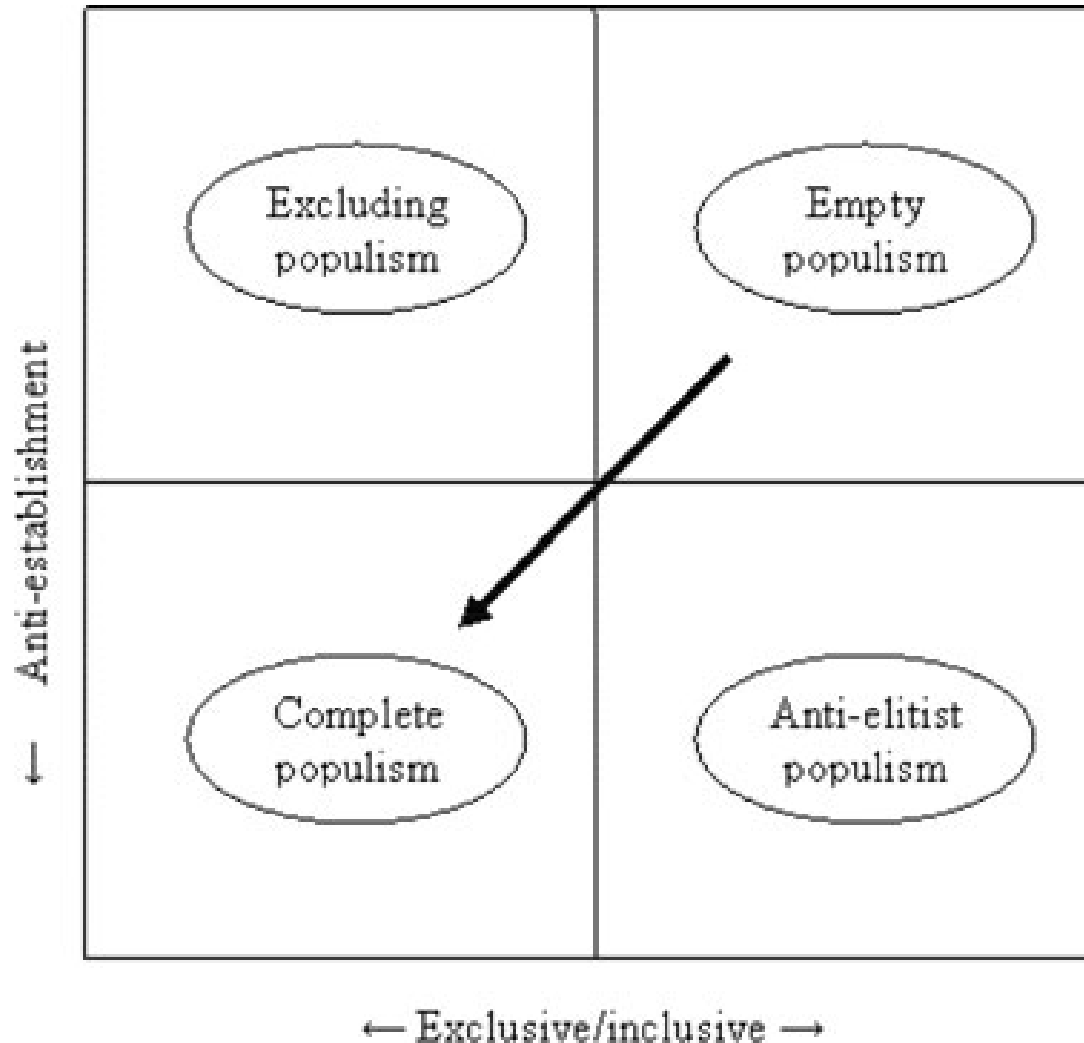 Excluding
populism
Empty
populism
← Anti-establishment
Complete
populism
Anti-elitist
populism
← Exclusive/inclusive →